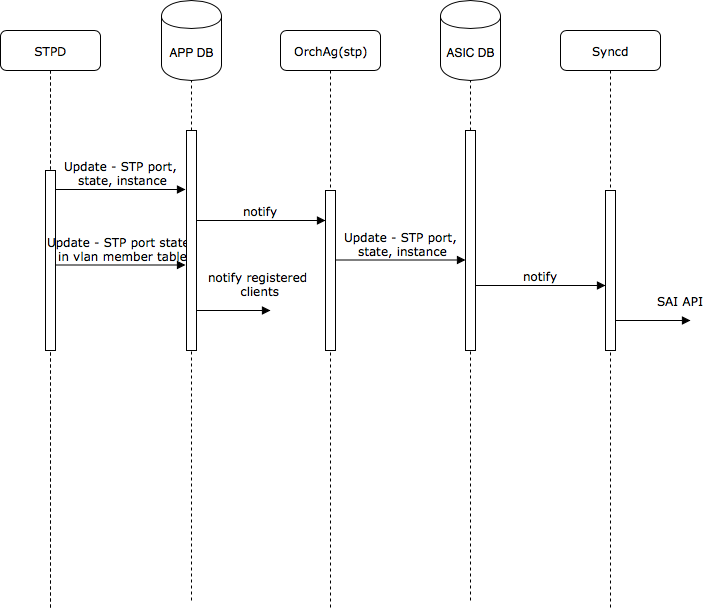 STPD
APP DB
OrchAg(stp)
ASIC DB
Syncd
Update - STP port,
state, instance
notify
Update - STP port state
in vlan member table
Update - STP port,
state, instance
notify registered
clients
notify
SAI API